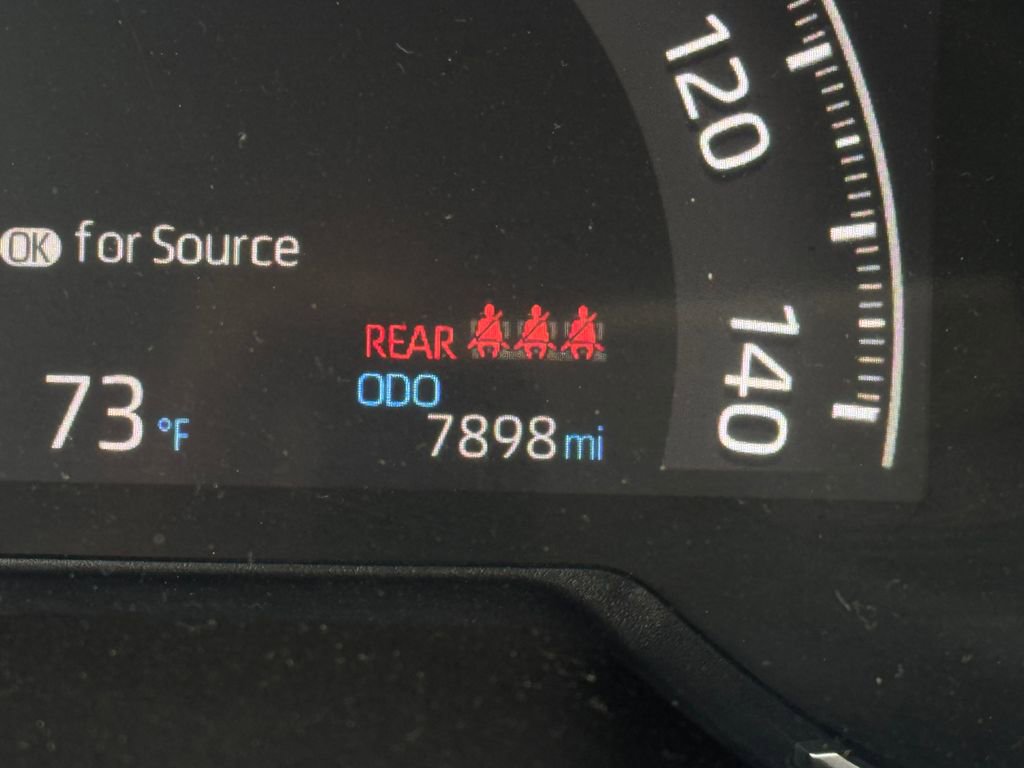 120
OK for Source
140
REAR
ODO
73 °F
7898 mi